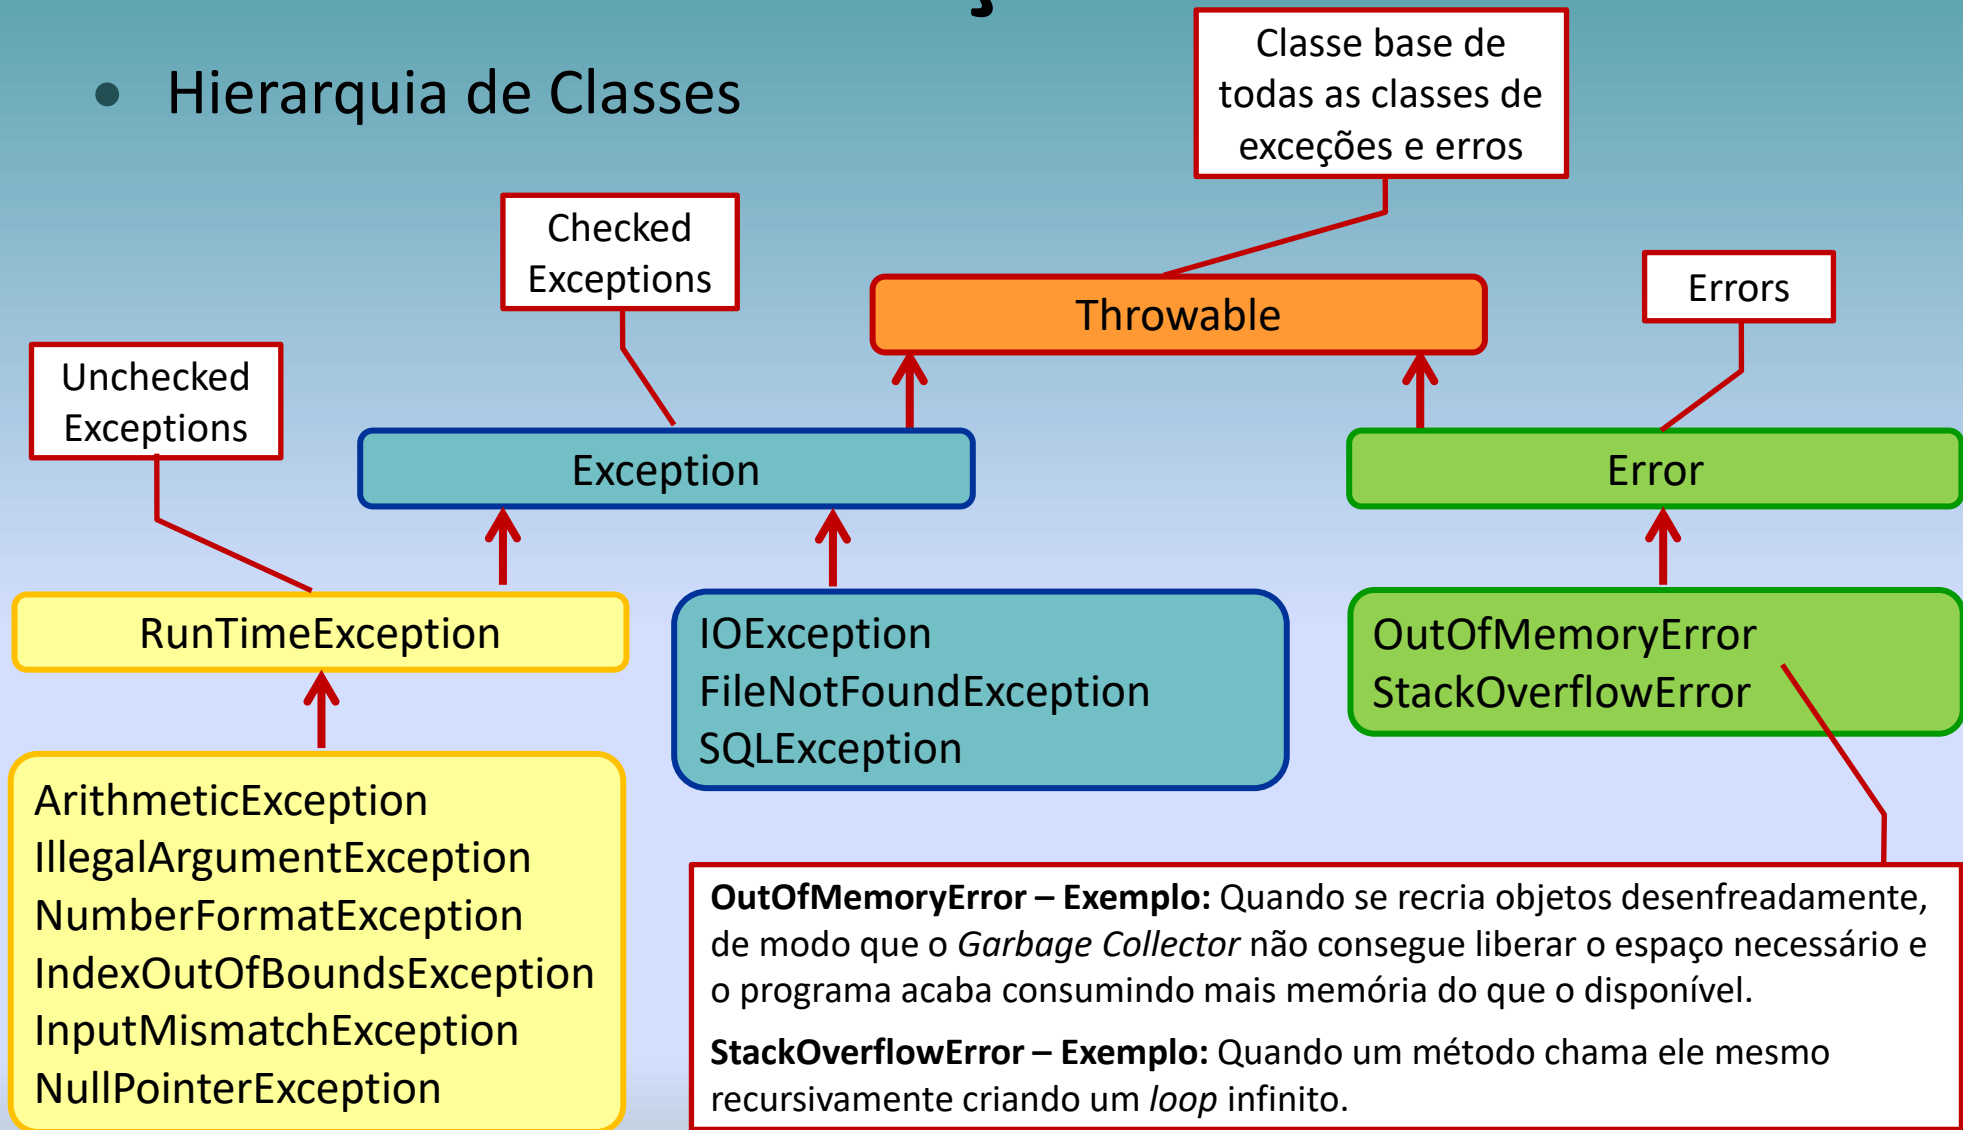 • Hierarquia de Classes
Classe base de
todas as classes de
exceções e erros
Checked
Exceptions
Throwable
Errors
Unchecked
Exceptions
Exception
Error
RunTimeException
IOException
FileNotFoundException
SQLException
OutOfMemoryError
StackOverflowError
ArithmeticException
IllegalArgumentException
NumberFormatException
IndexOutOfBoundsException
InputMismatchException
NullPointerException
OutOfMemoryError – Exemplo: Quando se recria objetos desenfreadamente,
de modo que o Garbage Collector não consegue liberar o espaço necessário e
o programa acaba consumindo mais memória do que o disponível.
StackOverflowError – Exemplo: Quando um método chama ele mesmo
recursivamente criando um loop infinito.